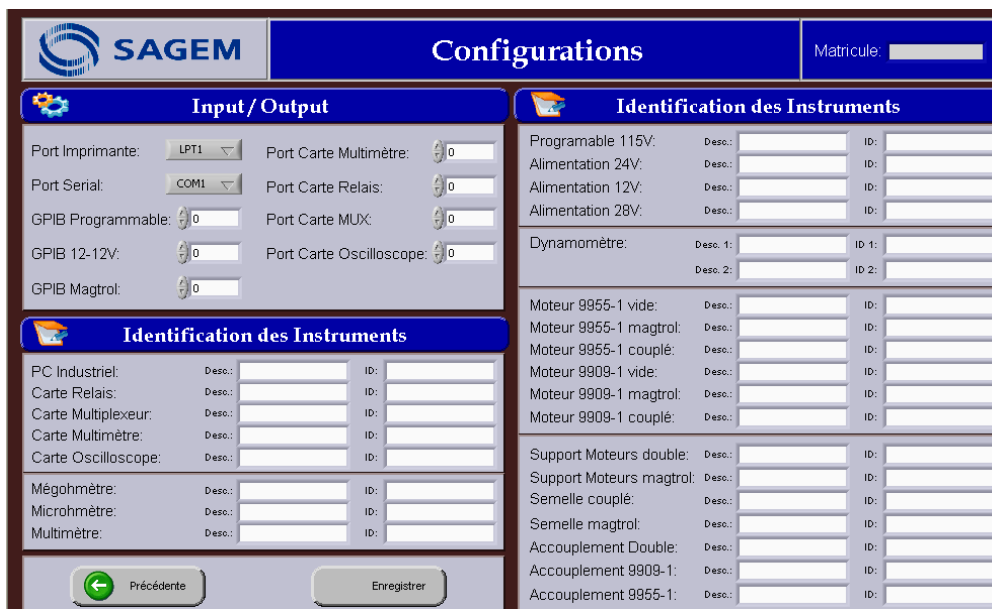 SAGEM
Configurations
Matricule:
Input / Output
Port Imprimante: LPT1
Port Carte Multimètre: 0
Port Serial: COM1
Port Carte Relais: 0
GPIB Programmable: 0
Port Carte MUX: 0
GPIB 12-12V: 0
Port Carte Oscilloscope: 0
GPIB Magtrol: 0
Identification des Instruments
PC Industriel: Desc.: ID:
Carte Relais: Desc.: ID:
Carte Multiplexeur: Desc.: ID:
Carte Multimètre: Desc.: ID:
Carte Oscilloscope: Desc.: ID:
Mégohmètre: Desc.: ID:
Microhmètre: Desc.: ID:
Multimètre: Desc.: ID:
Précédente
Enregistrer
Identification des Instruments
Programable 115V: Desc.: ID:
Alimentation 24V: Desc.: ID:
Alimentation 12V: Desc.: ID:
Alimentation 28V: Desc.: ID:
Dynamomètre: Desc. 1: ID 1:
Desc. 2: ID 2:
Moteur 9955-1 vide: Desc.: ID:
Moteur 9955-1 magtrol: Desc.: ID:
Moteur 9955-1 couplé: Desc.: ID:
Moteur 9909-1 vide: Desc.: ID:
Moteur 9909-1 magtrol: Desc.: ID:
Moteur 9909-1 couplé: Desc.: ID:
Support Moteurs double: Desc.: ID:
Support Moteurs magtrol: Desc.: ID:
Semelle couplé: Desc.: ID:
Semelle magtrol: Desc.: ID:
Accouplement Double: Desc.: ID:
Accouplement 9909-1: Desc.: ID:
Accouplement 9955-1: Desc.: ID: